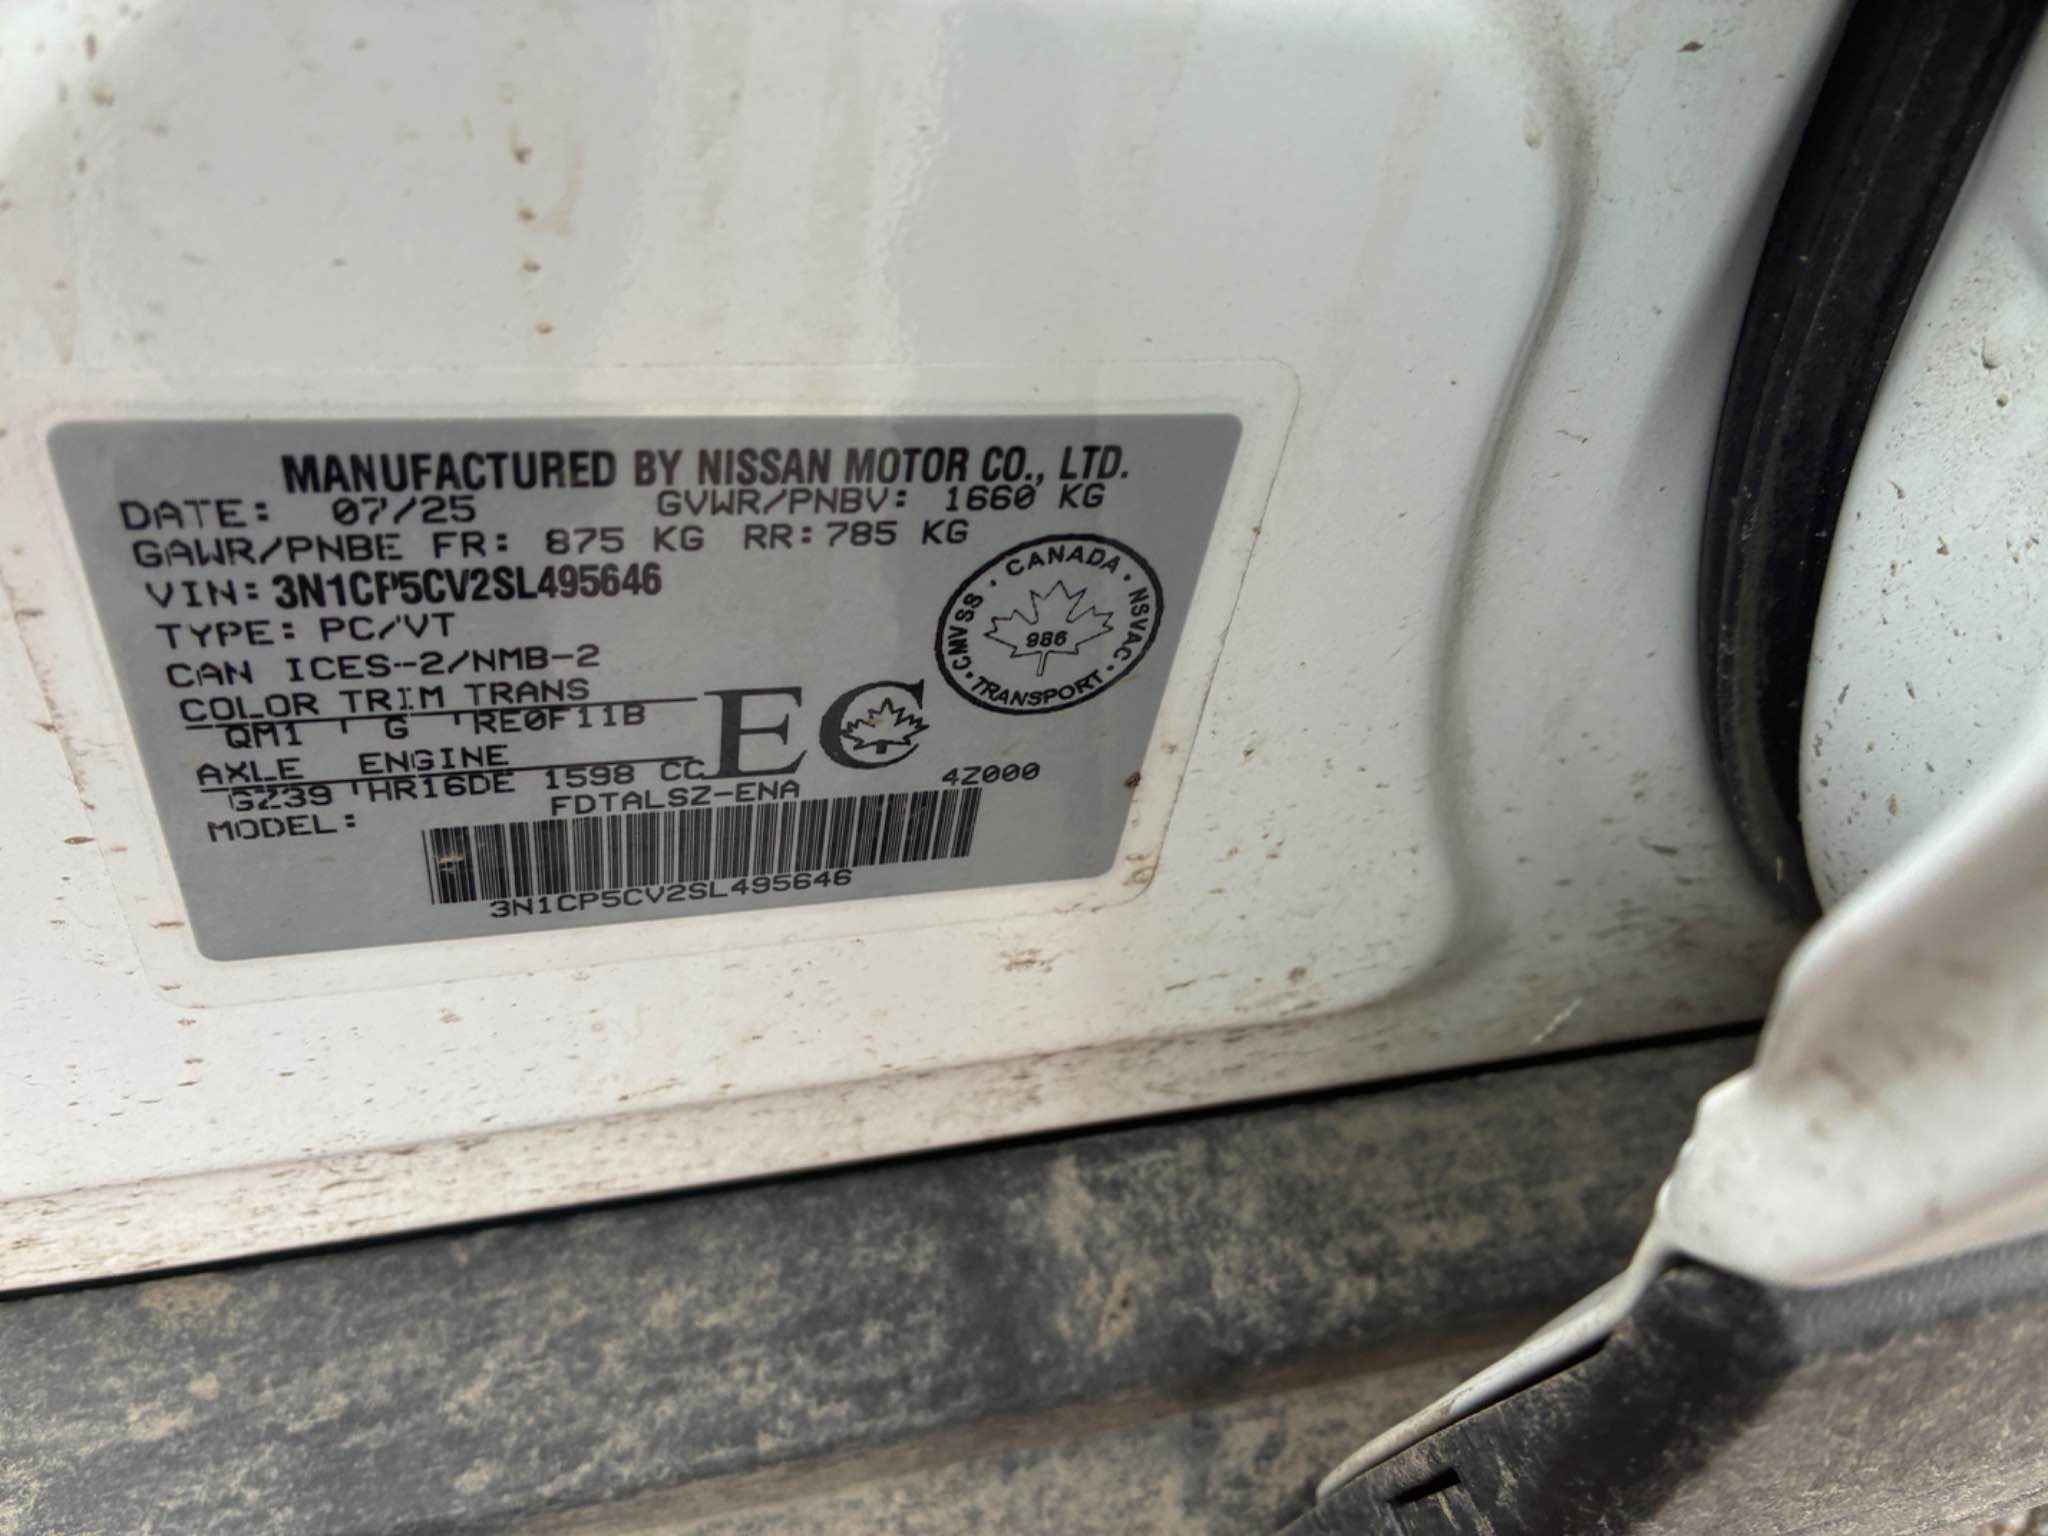 MANUFACTURED BY NISSAN MOTOR CO., LTD.
DATE: 07/25 GVWR/PNBV: 1660 KG
GAWR/PNBE FR: 875 KG RR: 785 KG
VIN: 3N1CP5CV2SL495646
TYPE: PC/VT
CAN ICES-2/NMB-2
COLOR TRIM TRANS
QM1 G RE0F11B
AXLE ENGINE
GZ39 HR16DE 1598 CC
MODEL: FDTALSZ-ENA 4Z000
3N1CP5CV2SL495646
EC
CANADA · NSVAC · TRANSPORT · CMVSS ·
986